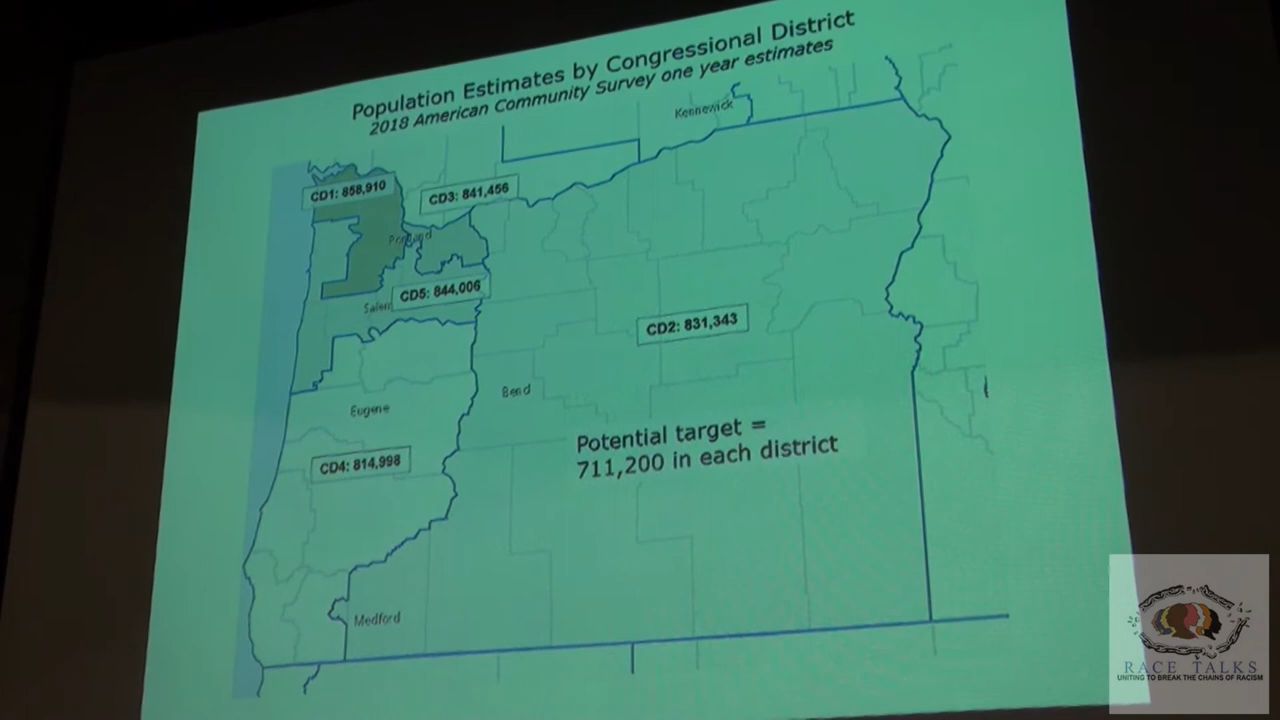 Population Estimates by Congressional District
2018 American Community Survey one year estimates
Kennewick
CD1: 858,910
CD3: 841,456
Portland
CD5: 844,006
Salem
CD2: 831,343
Bend
Eugene
Potential target =
711,200 in each district
CD4: 814,998
Medford
RACE TALKS
UNITING TO BREAK THE CHAINS OF RACISM